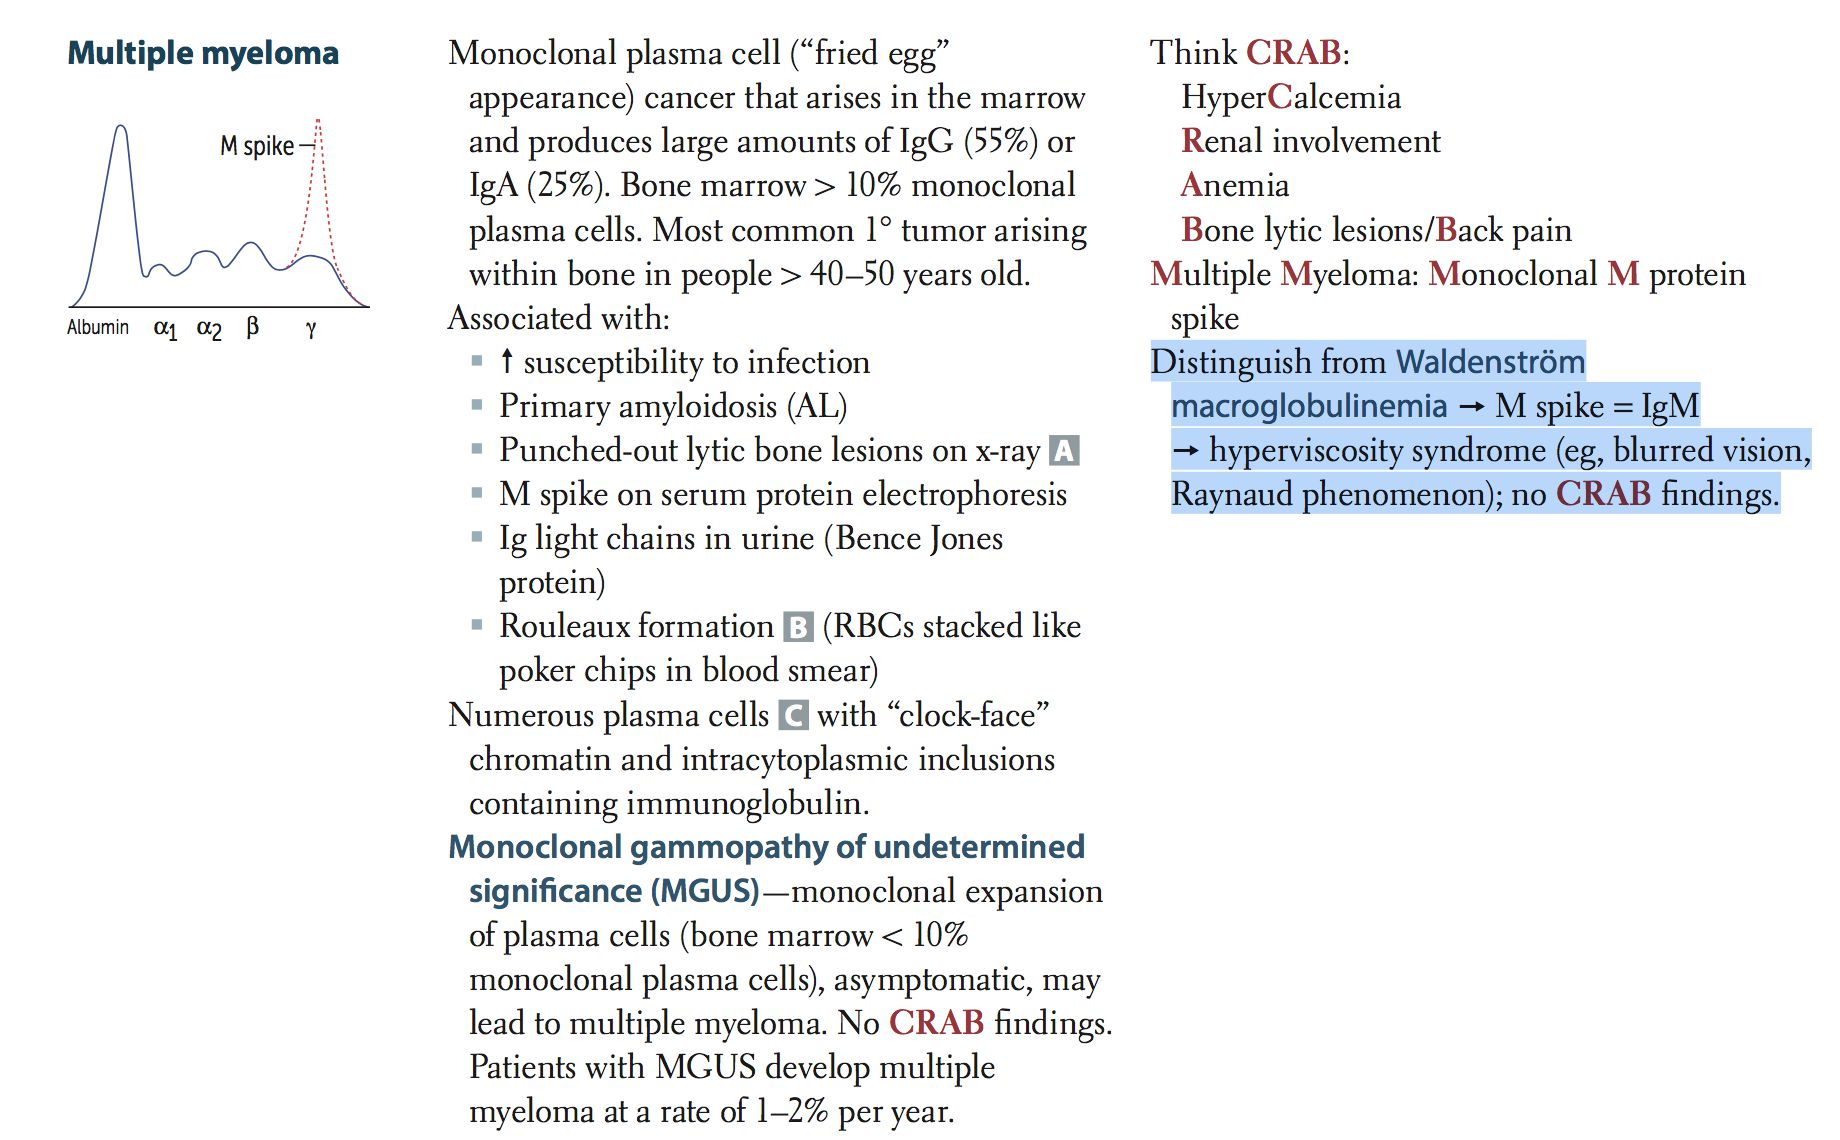 Multiple myeloma
M spike
Albumin α1 α2 β γ
Monoclonal plasma cell (“fried egg”
appearance) cancer that arises in the marrow
and produces large amounts of IgG (55%) or
IgA (25%). Bone marrow > 10% monoclonal
plasma cells. Most common 1° tumor arising
within bone in people > 40–50 years old.
Associated with:
▪ ↑ susceptibility to infection
▪ Primary amyloidosis (AL)
▪ Punched-out lytic bone lesions on x-ray A
▪ M spike on serum protein electrophoresis
▪ Ig light chains in urine (Bence Jones
protein)
▪ Rouleaux formation B (RBCs stacked like
poker chips in blood smear)
Numerous plasma cells C with “clock-face”
chromatin and intracytoplasmic inclusions
containing immunoglobulin.
Monoclonal gammopathy of undetermined
significance (MGUS)—monoclonal expansion
of plasma cells (bone marrow < 10%
monoclonal plasma cells), asymptomatic, may
lead to multiple myeloma. No CRAB findings.
Patients with MGUS develop multiple
myeloma at a rate of 1–2% per year.
Think CRAB:
HyperCalcemia
Renal involvement
Anemia
Bone lytic lesions/Back pain
Multiple Myeloma: Monoclonal M protein
spike
Distinguish from Waldenström
macroglobulinemia → M spike = IgM
→ hyperviscosity syndrome (eg, blurred vision,
Raynaud phenomenon); no CRAB findings.